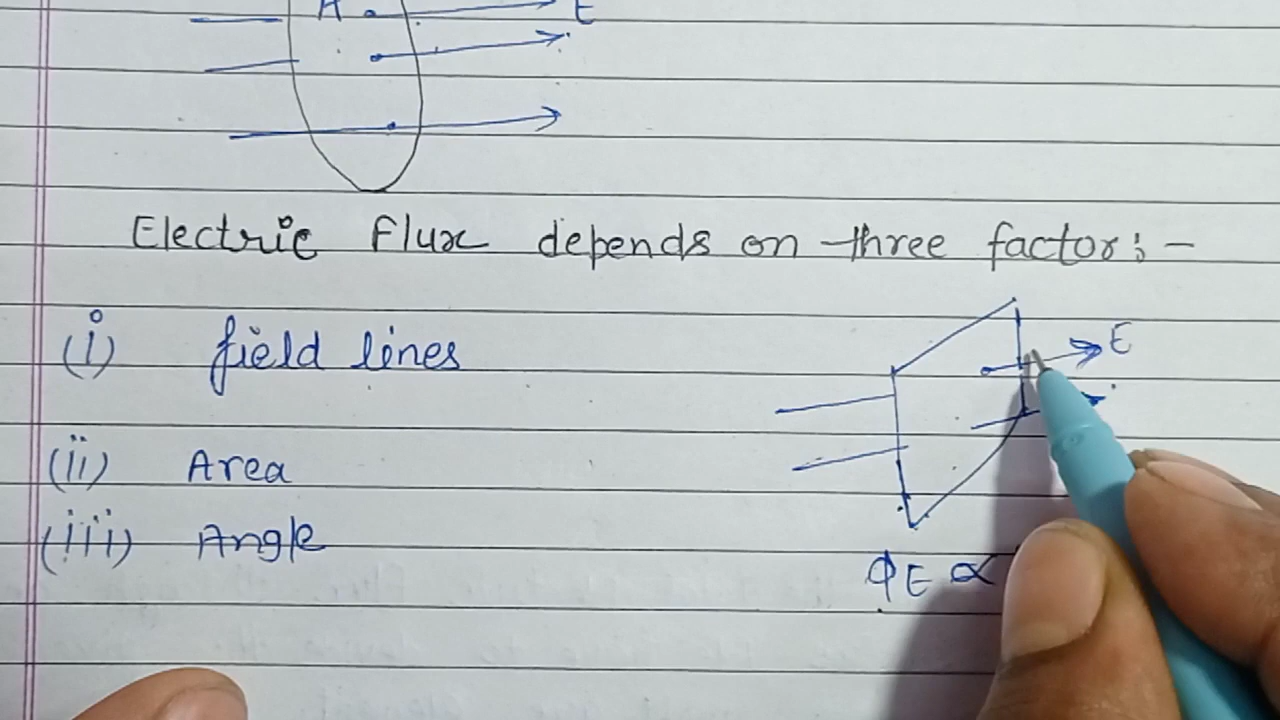 A E
Electric Flux depends on three factor:-
(i) field lines
E
(ii) Area
(iii) Angle
ΦE ∝